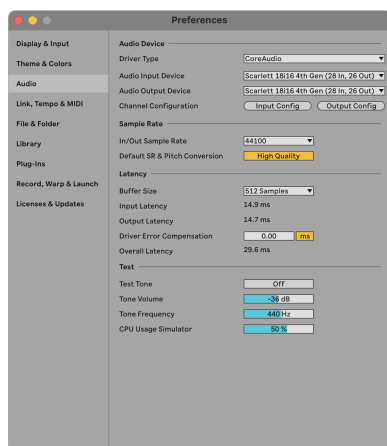 Preferences
Display & Input
Theme & Colors
Audio
Link, Tempo & MIDI
File & Folder
Library
Plug-Ins
Record, Warp & Launch
Licenses & Updates
Audio Device
Driver Type CoreAudio
Audio Input Device Scarlett 18i16 4th Gen (28 In, 26 Out)
Audio Output Device Scarlett 18i16 4th Gen (28 In, 26 Out)
Channel Configuration Input Config Output Config
Sample Rate
In/Out Sample Rate 44100
Default SR & Pitch Conversion High Quality
Latency
Buffer Size 512 Samples
Input Latency 14.9 ms
Output Latency 14.7 ms
Driver Error Compensation 0.00 ms
Overall Latency 29.6 ms
Test
Test Tone Off
Tone Volume -36 dB
Tone Frequency 440 Hz
CPU Usage Simulator 50 %